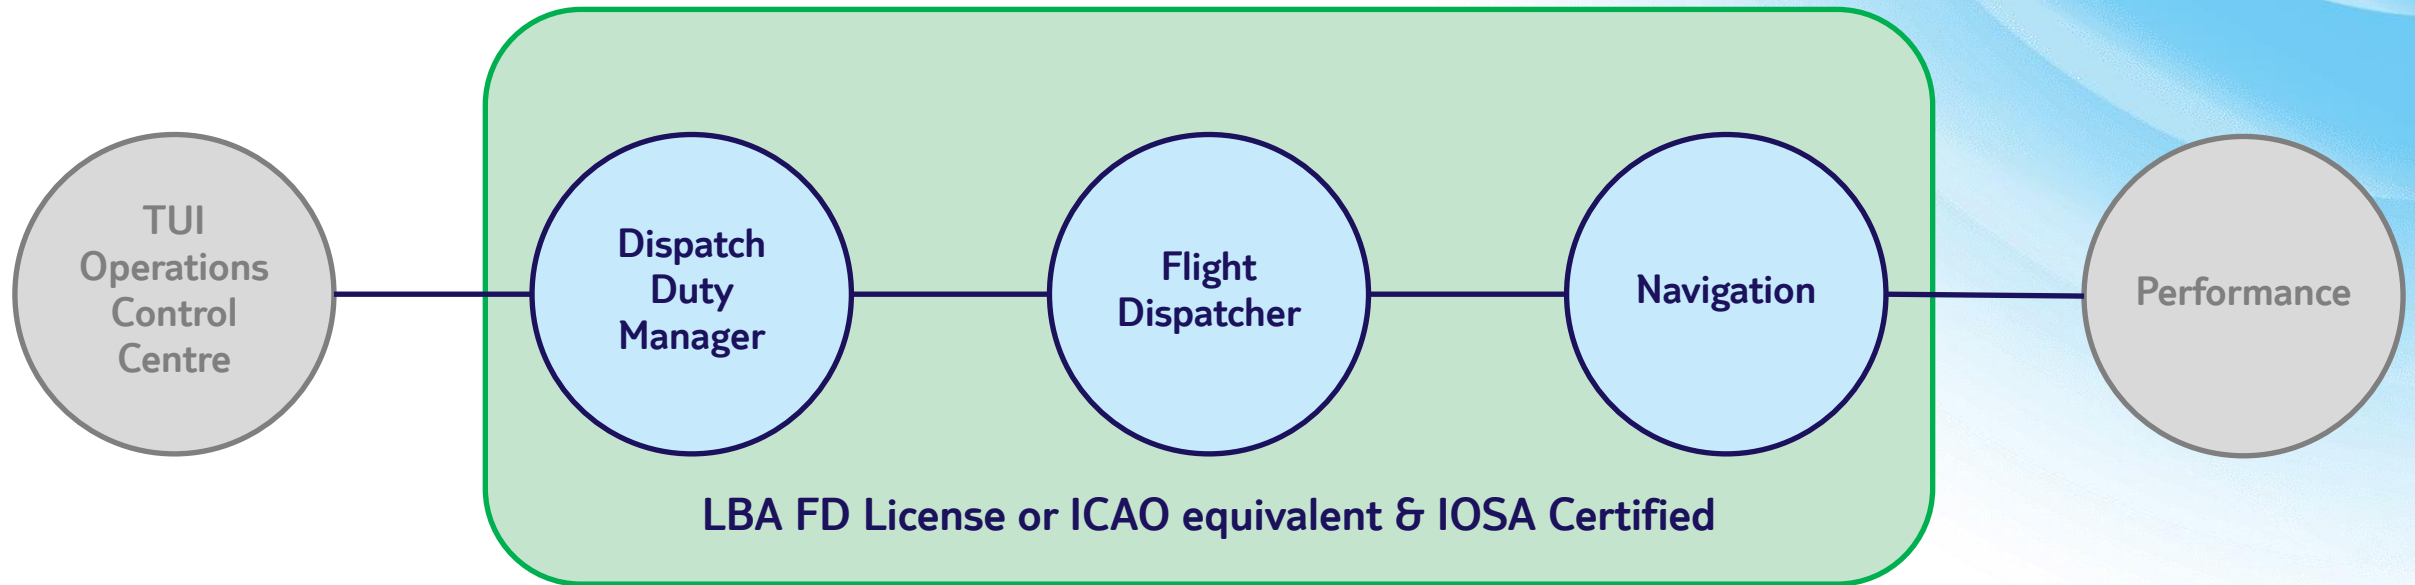 TUI
Operations
Control
Centre
Dispatch
Duty
Manager
Flight
Dispatcher
Navigation
Performance
LBA FD License or ICAO equivalent & IOSA Certified